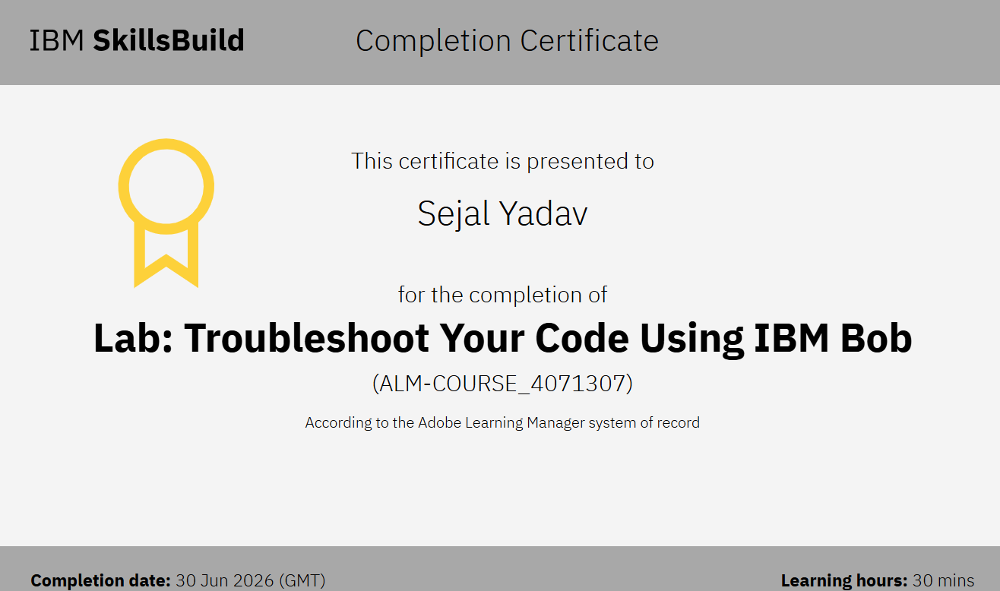 IBM SkillsBuild
Completion Certificate
This certificate is presented to
Sejal Yadav
for the completion of
Lab: Troubleshoot Your Code Using IBM Bob
(ALM-COURSE_4071307)
According to the Adobe Learning Manager system of record
Completion date: 30 Jun 2026 (GMT)
Learning hours: 30 mins